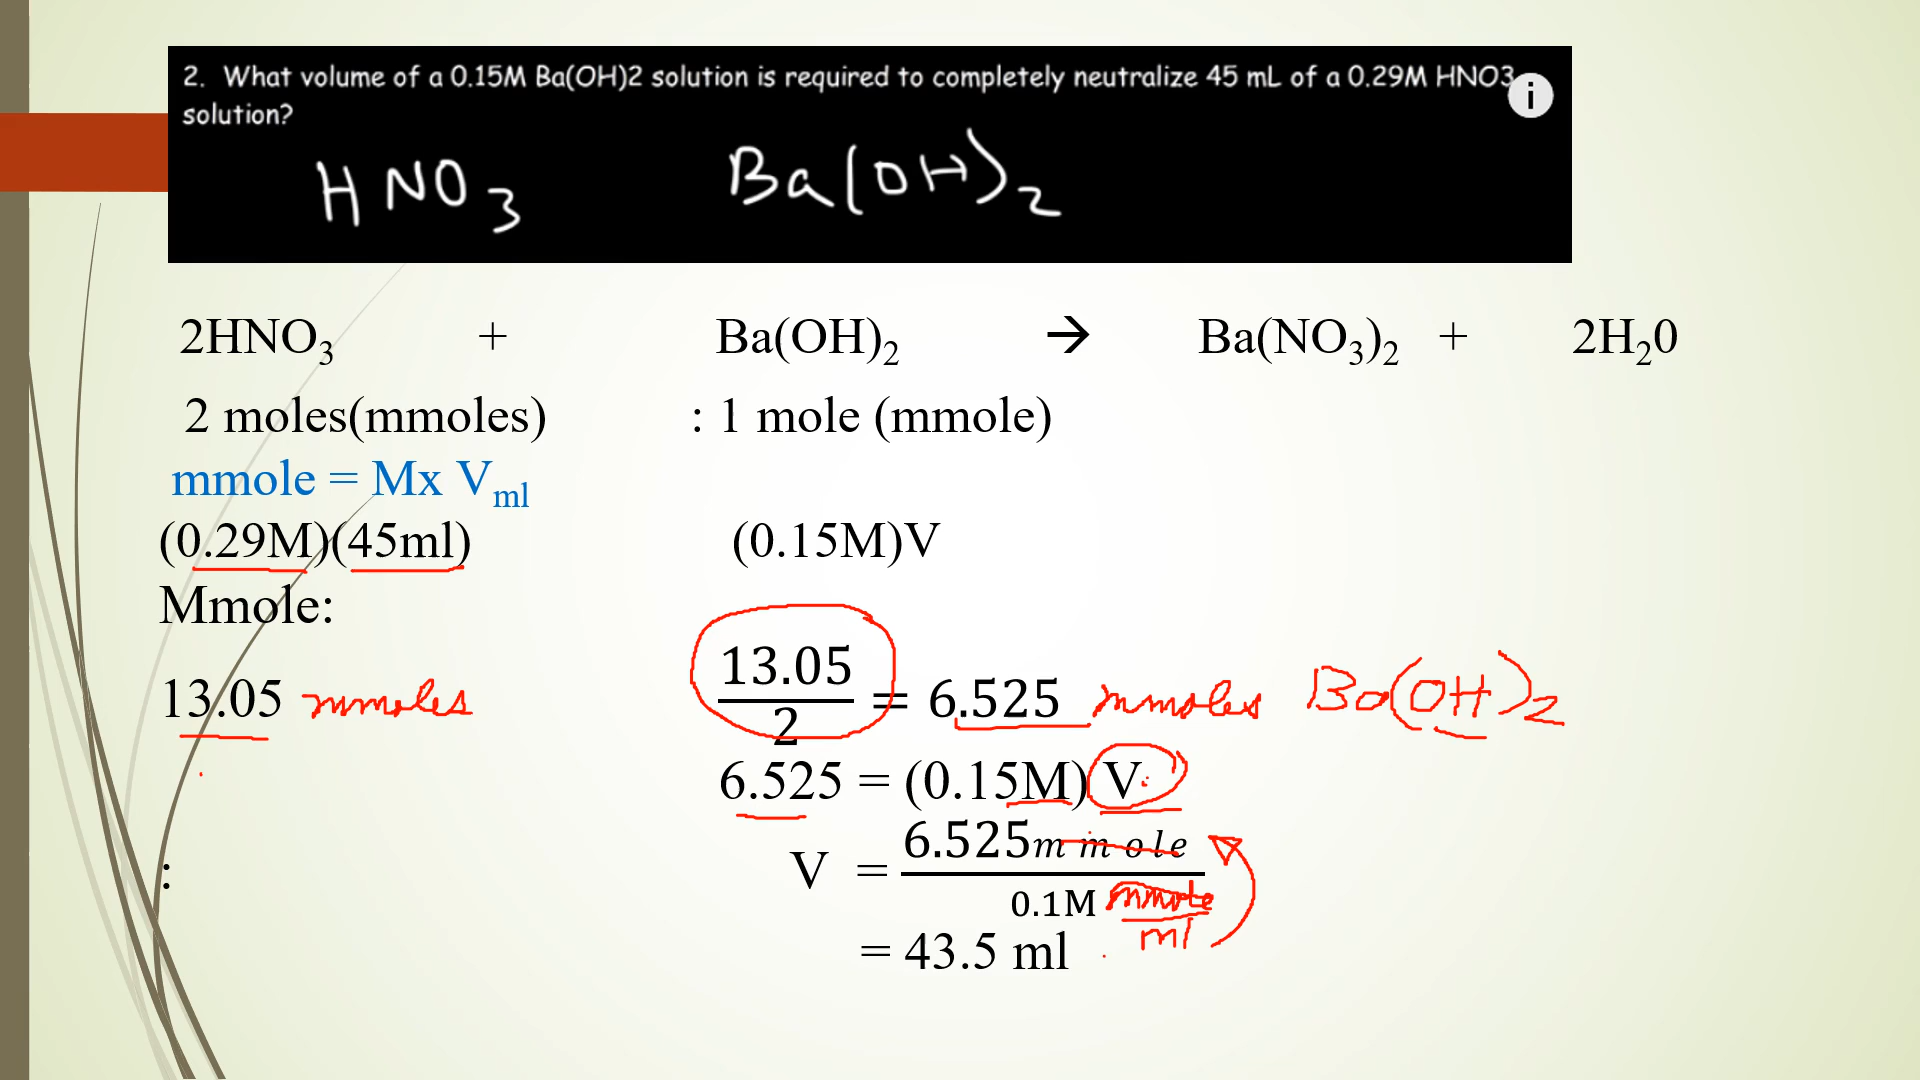 2. What volume of a 0.15M Ba(OH)2 solution is required to completely neutralize 45 mL of a 0.29M HNO3
solution?
i
HNO3 Ba(OH)2
2HNO3 + Ba(OH)2 → Ba(NO3)2 + 2H20
2 moles(mmoles) : 1 mole (mmole)
mmole = Mx Vml
(0.29M)(45ml) (0.15M)V
Mmole:
13.05 mmoles 13.05/2 = 6.525 mmoles Ba(OH)2
6.525 = (0.15M) V
: V = 6.525mmole/0.1M mmole/ml
= 43.5 ml